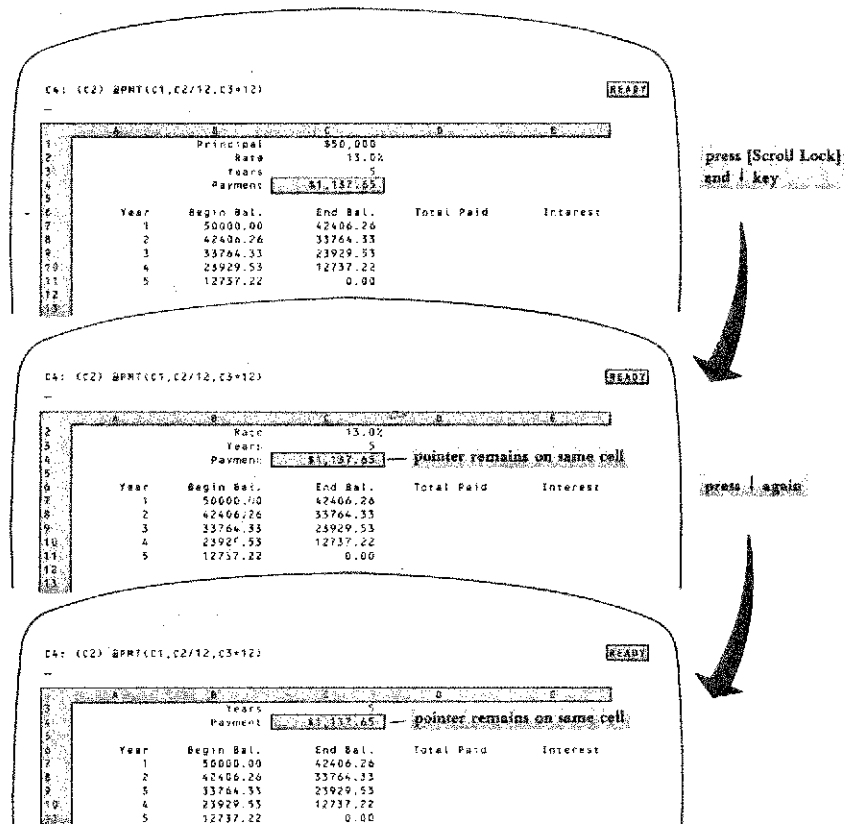 C4: (C2) @PMT(C1,C2/12,C3*12) READY
A B C D E
1 Principal $50,000
2 Rate 13.0%
3 Years 5
4 Payment $1,137.65
5
6 Year Begin Bal. End Bal. Total Paid Interest
7 1 50000.00 42406.26
8 2 42406.26 33764.33
9 3 33764.33 23929.53
10 4 23929.53 12737.22
11 5 12737.22 0.00
12
13
press [Scroll Lock]
and ↓ key
C4: (C2) @PMT(C1,C2/12,C3*12) READY
A B C D E
2 Rate 13.0%
3 Years 5
4 Payment $1,137.65 pointer remains on same cell
5
6 Year Begin Bal. End Bal. Total Paid Interest
7 1 50000.00 42406.26
8 2 42406.26 33764.33
9 3 33764.33 23929.53
10 4 23929.53 12737.22
11 5 12737.22 0.00
12
13
press ↓ again
C4: (C2) @PMT(C1,C2/12,C3*12) READY
A B C D E
3 Years 5
4 Payment $1,137.65 pointer remains on same cell
5
6 Year Begin Bal. End Bal. Total Paid Interest
7 1 50000.00 42406.26
8 2 42406.26 33764.33
9 3 33764.33 23929.53
10 4 23929.53 12737.22
11 5 12737.22 0.00